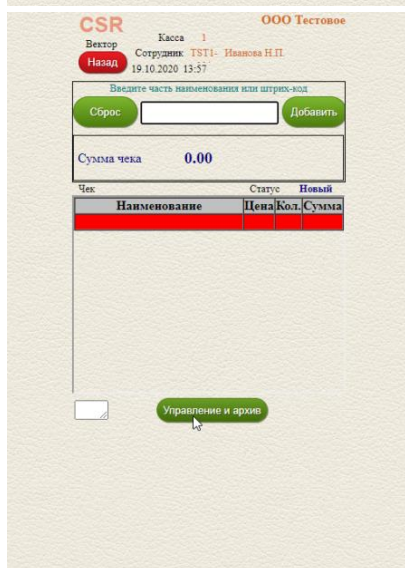 CSR ООО Тестовое
Вектор Касса 1
Сотрудник TST1- Иванова Н.П.
Назад
19.10.2020 13:57
Введите часть наименования или штрих-код
Сброс Добавить
Сумма чека 0.00
Чек Статус Новый
Наименование Цена Кол. Сумма
Управление и архив